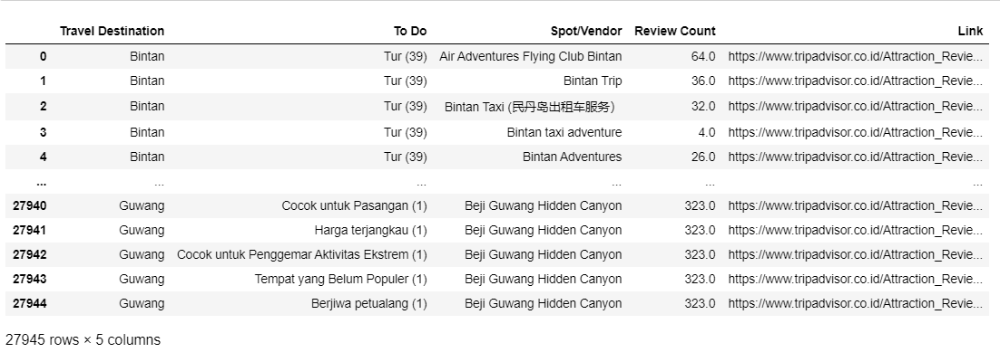 Travel Destination To Do Spot/Vendor Review Count Link
0 Bintan Tur (39) Air Adventures Flying Club Bintan 64.0 https://www.tripadvisor.co.id/Attraction_Revie...
1 Bintan Tur (39) Bintan Trip 36.0 https://www.tripadvisor.co.id/Attraction_Revie...
2 Bintan Tur (39) Bintan Taxi (民丹岛出租车服务) 32.0 https://www.tripadvisor.co.id/Attraction_Revie...
3 Bintan Tur (39) Bintan taxi adventure 4.0 https://www.tripadvisor.co.id/Attraction_Revie...
4 Bintan Tur (39) Bintan Adventures 26.0 https://www.tripadvisor.co.id/Attraction_Revie...
... ... ... ... ... ...
27940 Guwang Cocok untuk Pasangan (1) Beji Guwang Hidden Canyon 323.0 https://www.tripadvisor.co.id/Attraction_Revie...
27941 Guwang Harga terjangkau (1) Beji Guwang Hidden Canyon 323.0 https://www.tripadvisor.co.id/Attraction_Revie...
27942 Guwang Cocok untuk Penggemar Aktivitas Ekstrem (1) Beji Guwang Hidden Canyon 323.0 https://www.tripadvisor.co.id/Attraction_Revie...
27943 Guwang Tempat yang Belum Populer (1) Beji Guwang Hidden Canyon 323.0 https://www.tripadvisor.co.id/Attraction_Revie...
27944 Guwang Berjiwa petualang (1) Beji Guwang Hidden Canyon 323.0 https://www.tripadvisor.co.id/Attraction_Revie...
27945 rows × 5 columns